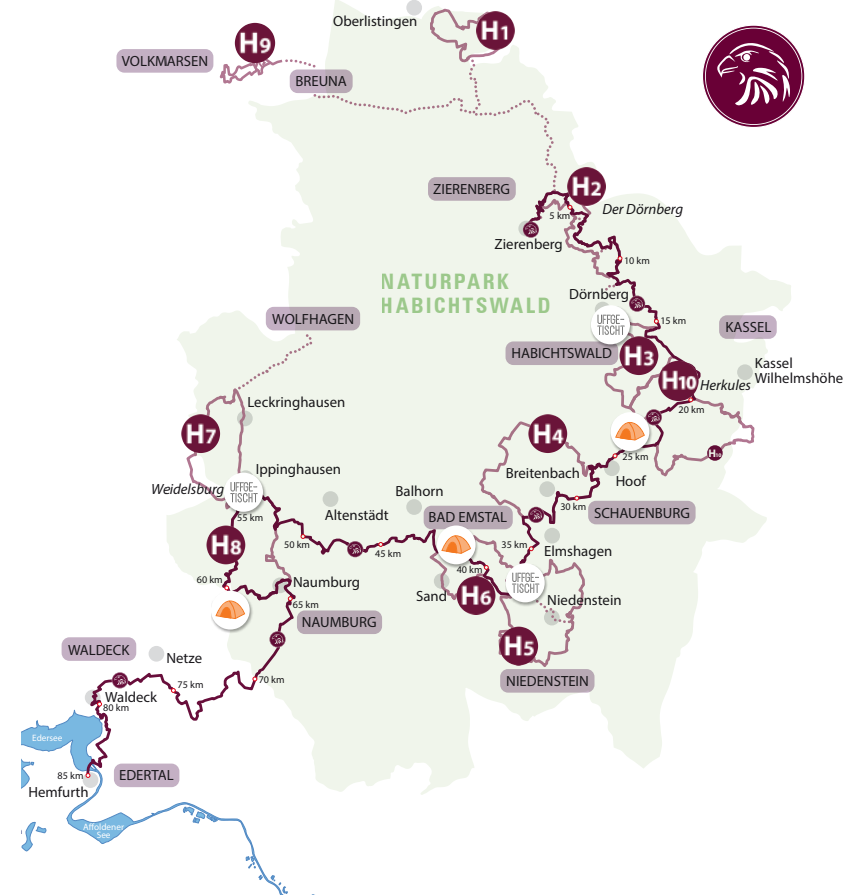 Oberlistingen
H1
H9
VOLKMARSEN
BREUNA
ZIERENBERG
H2
5 km
Der Dörnberg
Zierenberg
10 km
NATURPARK
HABICHTSWALD
Dörnberg
UFFGE-
TISCHT
15 km
KASSEL
WOLFHAGEN
HABICHTSWALD
H3
Kassel
Wilhelmshöhe
H10
Herkules
20 km
Leckringhausen
H7
H4
25 km
H10
Ippinghausen
Breitenbach
Hoof
Weidelsburg
UFFGE-
TISCHT
Balhorn
30 km
SCHAUENBURG
55 km
Altenstädt
BAD EMSTAL
50 km
45 km
35 km
Elmshagen
H8
40 km
60 km
Naumburg
Sand
H6
UFFGE-
TISCHT
Niedenstein
65 km
NAUMBURG
H5
WALDECK
Netze
70 km
75 km
NIEDENSTEIN
Waldeck
80 km
Edersee
85 km
EDERTAL
Hemfurth
Affoldener
See